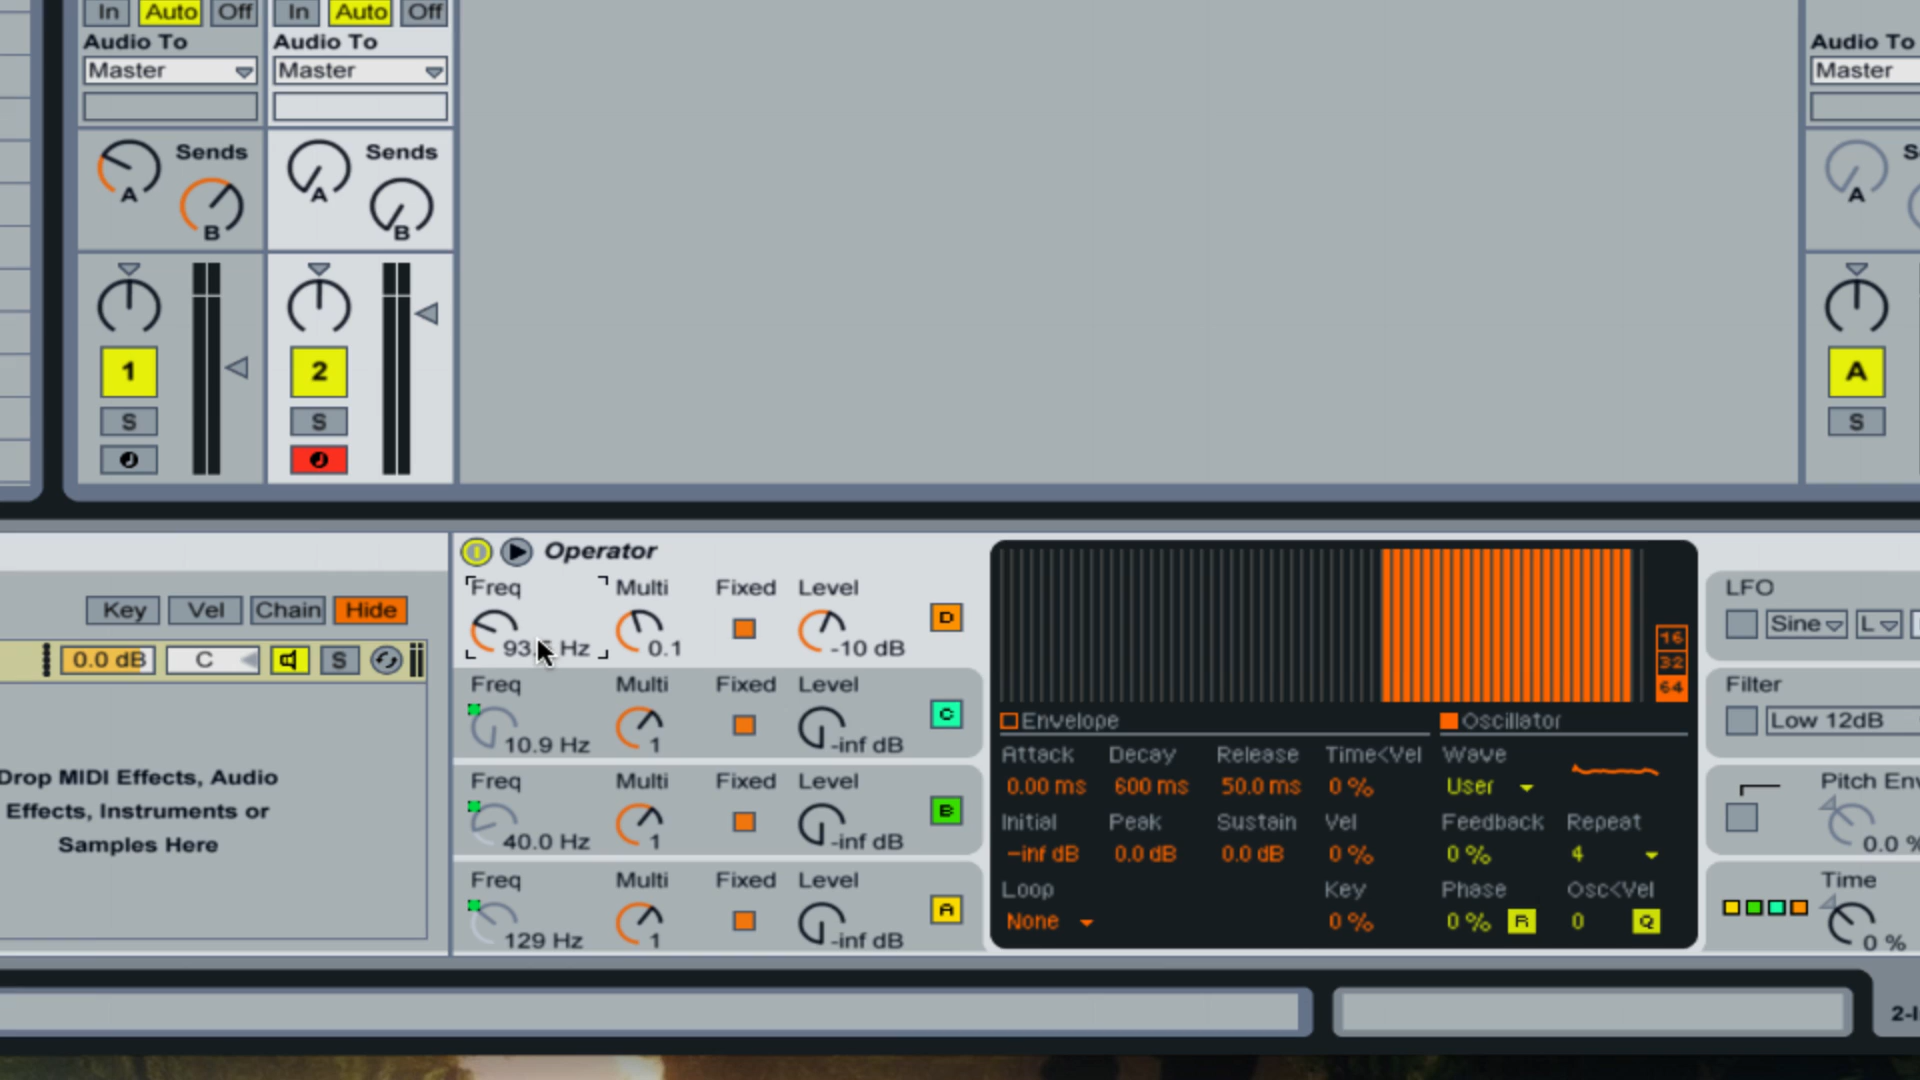 In Auto Off In Auto Off
Audio To Audio To Audio To
Master Master Master
Sends Sends
A A A
B B
1 2 A
S S S
Operator
Freq Multi Fixed Level
Hz 0.1 -10 dB D
Key Vel Chain Hide
0.0 dB C S
Freq Multi Fixed Level
10.9 Hz 1 -inf dB C
Freq Multi Fixed Level
40.0 Hz 1 -inf dB B
Freq Multi Fixed Level
129 Hz 1 -inf dB A
Drop MIDI Effects, Audio
Effects, Instruments or
Samples Here
16
32
64
Envelope Oscillator
Attack Decay Release Time<Vel Wave
0.00 ms 600 ms 50.0 ms 0 % User
Initial Peak Sustain Vel Feedback Repeat
-inf dB 0.0 dB 0.0 dB 0 % 0 % 4
Loop Key Phase Osc<Vel
None 0 % 0 % R 0 Q
LFO
Sine L
Filter
Low 12dB
Pitch Env
0.0 %
Time
0 %